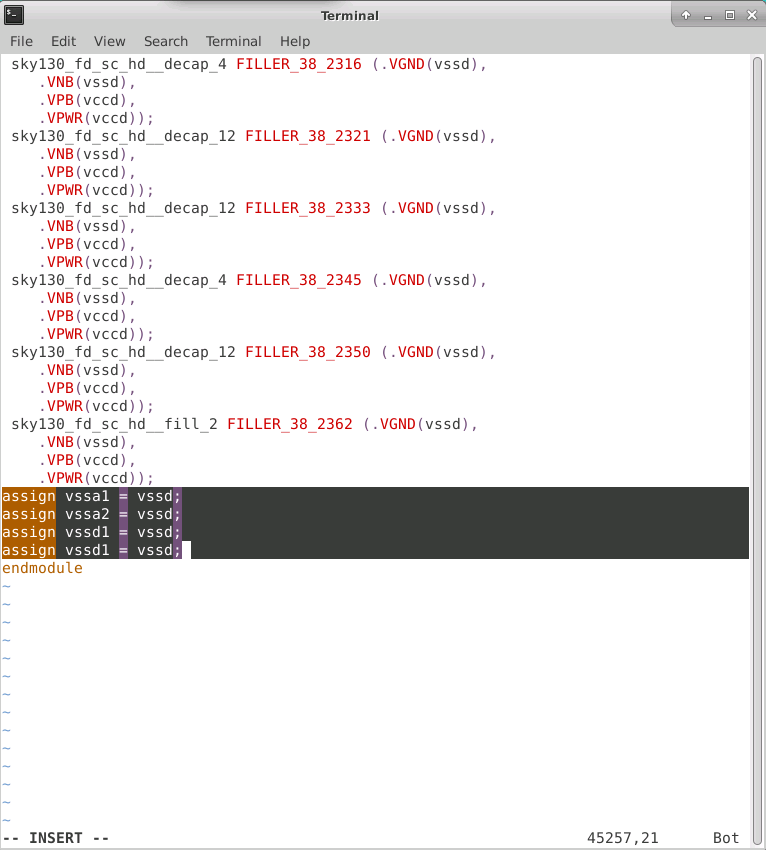 Terminal
File Edit View Search Terminal Help
sky130_fd_sc_hd__decap_4 FILLER_38_2316 (.VGND(vssd),
.VNB(vssd),
.VPB(vccd),
.VPWR(vccd));
sky130_fd_sc_hd__decap_12 FILLER_38_2321 (.VGND(vssd),
.VNB(vssd),
.VPB(vccd),
.VPWR(vccd));
sky130_fd_sc_hd__decap_12 FILLER_38_2333 (.VGND(vssd),
.VNB(vssd),
.VPB(vccd),
.VPWR(vccd));
sky130_fd_sc_hd__decap_4 FILLER_38_2345 (.VGND(vssd),
.VNB(vssd),
.VPB(vccd),
.VPWR(vccd));
sky130_fd_sc_hd__decap_12 FILLER_38_2350 (.VGND(vssd),
.VNB(vssd),
.VPB(vccd),
.VPWR(vccd));
sky130_fd_sc_hd__fill_2 FILLER_38_2362 (.VGND(vssd),
.VNB(vssd),
.VPB(vccd),
.VPWR(vccd));
assign vssa1 = vssd;
assign vssa2 = vssd;
assign vssd1 = vssd;
assign vssd1 = vssd;
endmodule
~
~
~
~
~
~
~
~
~
~
~
~
~
~
-- INSERT -- 45257,21 Bot